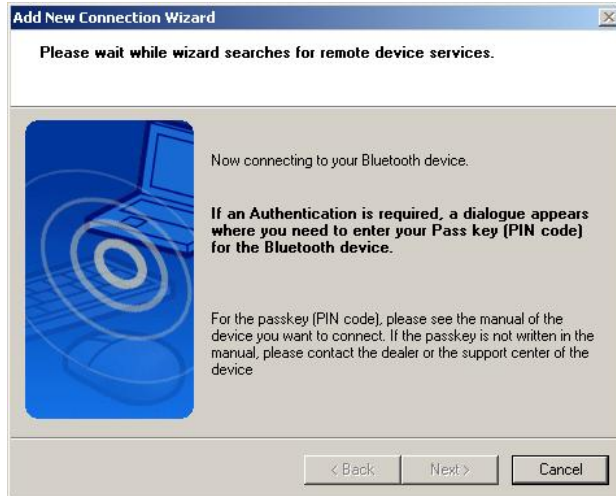 Add New Connection Wizard
Please wait while wizard searches for remote device services.
Now connecting to your Bluetooth device.
If an Authentication is required, a dialogue appears
where you need to enter your Pass key (PIN code)
for the Bluetooth device.
For the passkey (PIN code), please see the manual of the
device you want to connect. If the passkey is not written in the
manual, please contact the dealer or the support center of the
device
< Back
Next >
Cancel